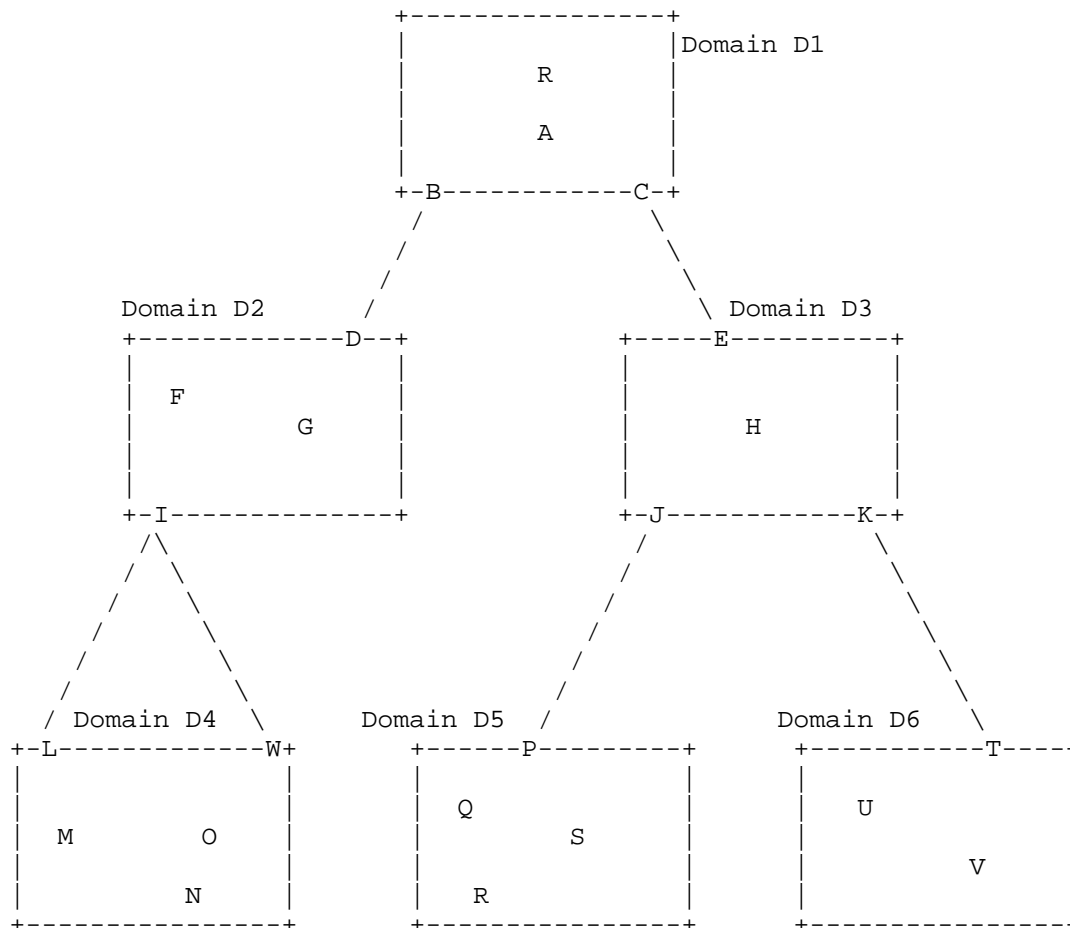 Domain D1
R
A
B C
Domain D2 Domain D3
D E
F
G H
I J K
Domain D4 Domain D5 Domain D6
L W P T
Q U
M O S
V
N R